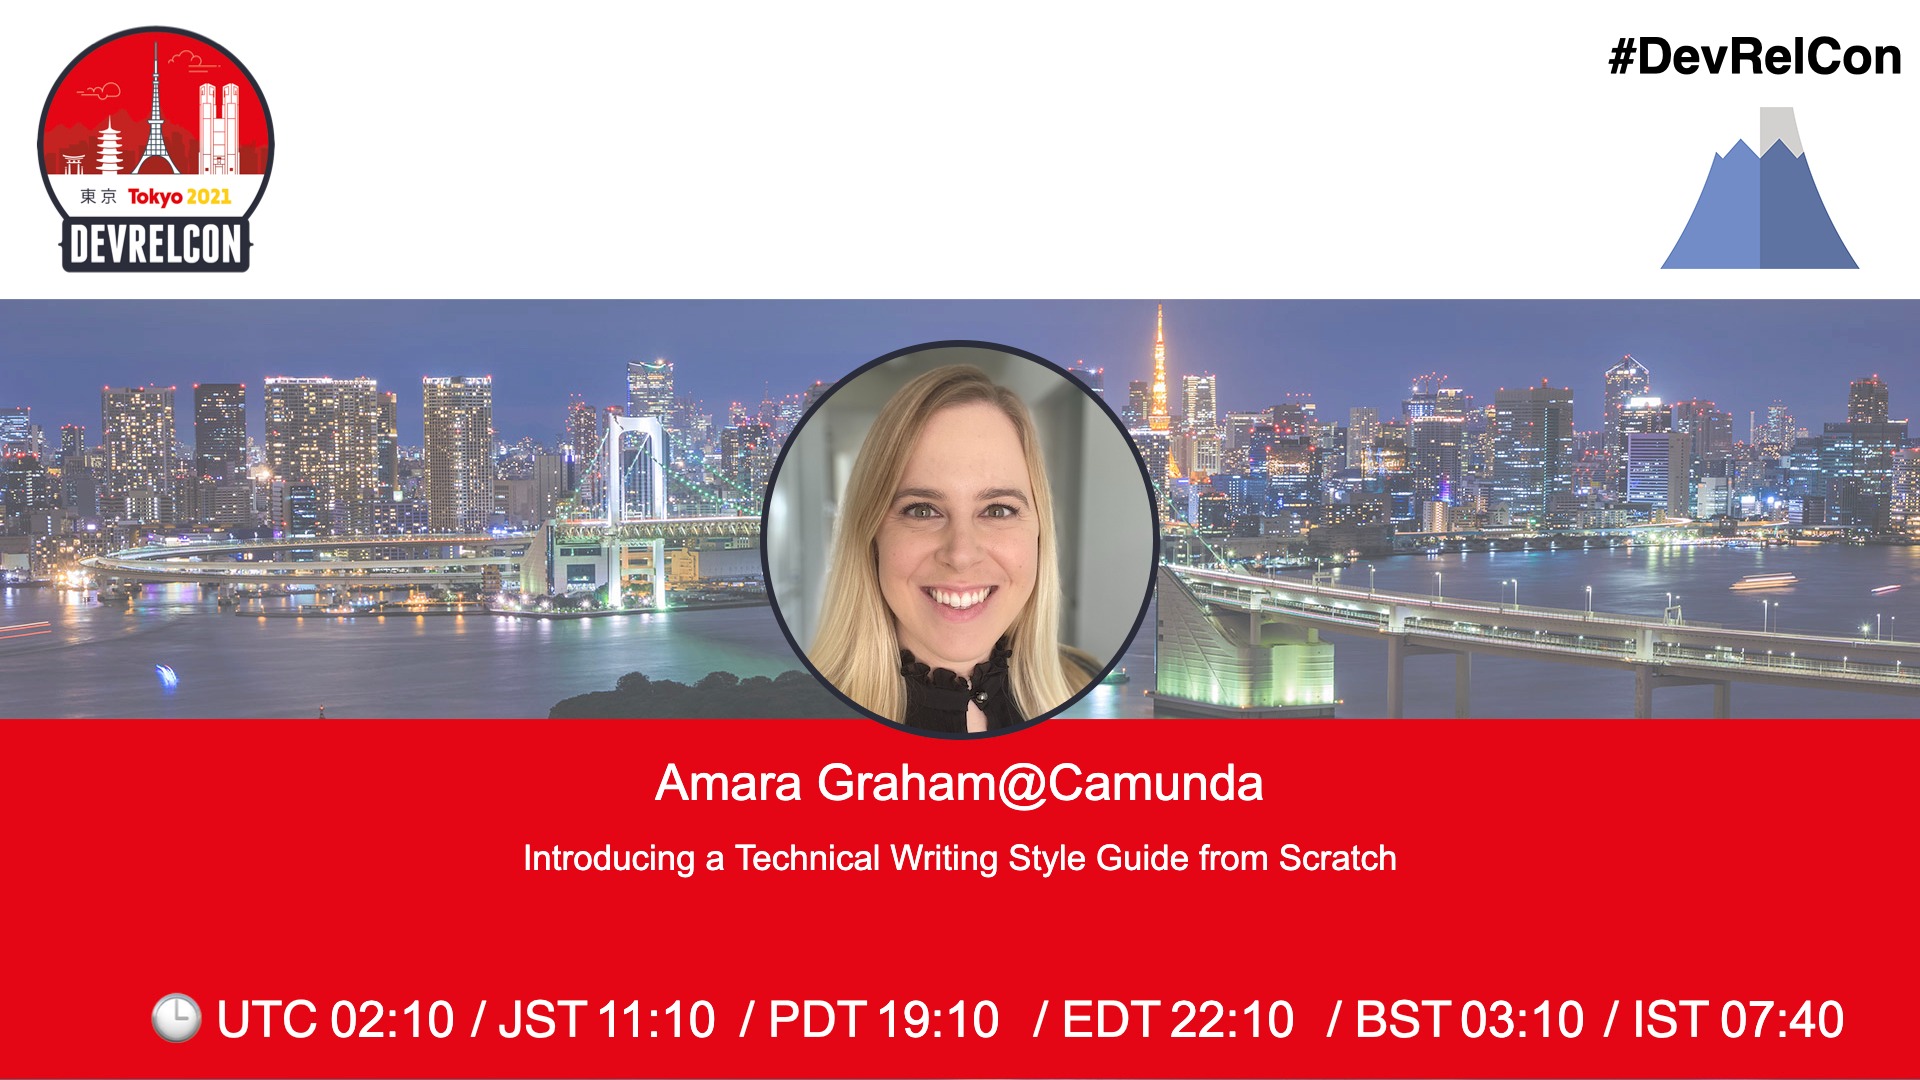 #DevRelCon
東京 Tokyo 2021
DEVRELCON
Amara Graham@Camunda
Introducing a Technical Writing Style Guide from Scratch
UTC 02:10 / JST 11:10 / PDT 19:10 / EDT 22:10 / BST 03:10 / IST 07:40